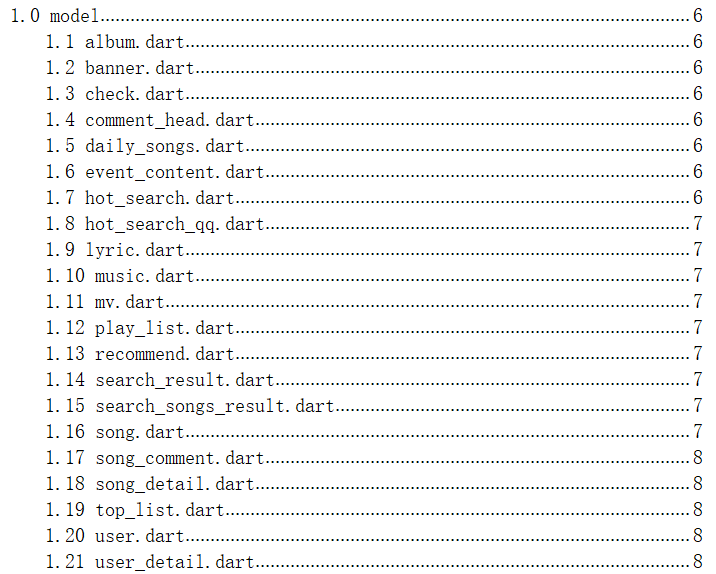 1.0 model..........................................................................................6
1.1 album.dart..........................................................................................6
1.2 banner.dart..........................................................................................6
1.3 check.dart..........................................................................................6
1.4 comment_head.dart..........................................................................................6
1.5 daily_songs.dart..........................................................................................6
1.6 event_content.dart..........................................................................................6
1.7 hot_search.dart..........................................................................................6
1.8 hot_search_qq.dart..........................................................................................7
1.9 lyric.dart..........................................................................................7
1.10 music.dart..........................................................................................7
1.11 mv.dart..........................................................................................7
1.12 play_list.dart..........................................................................................7
1.13 recommend.dart..........................................................................................7
1.14 search_result.dart..........................................................................................7
1.15 search_songs_result.dart..........................................................................................7
1.16 song.dart..........................................................................................7
1.17 song_comment.dart..........................................................................................8
1.18 song_detail.dart..........................................................................................8
1.19 top_list.dart..........................................................................................8
1.20 user.dart..........................................................................................8
1.21 user_detail.dart..........................................................................................8